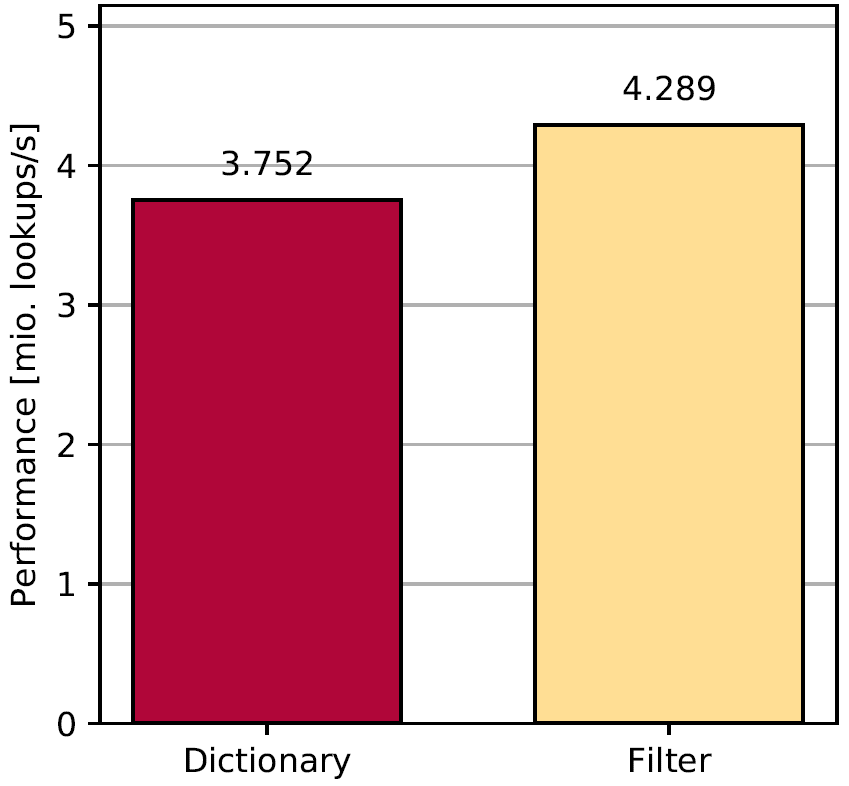 Performance [mio. lookups/s]
5
4
3
2
1
0
3.752
4.289
Dictionary
Filter